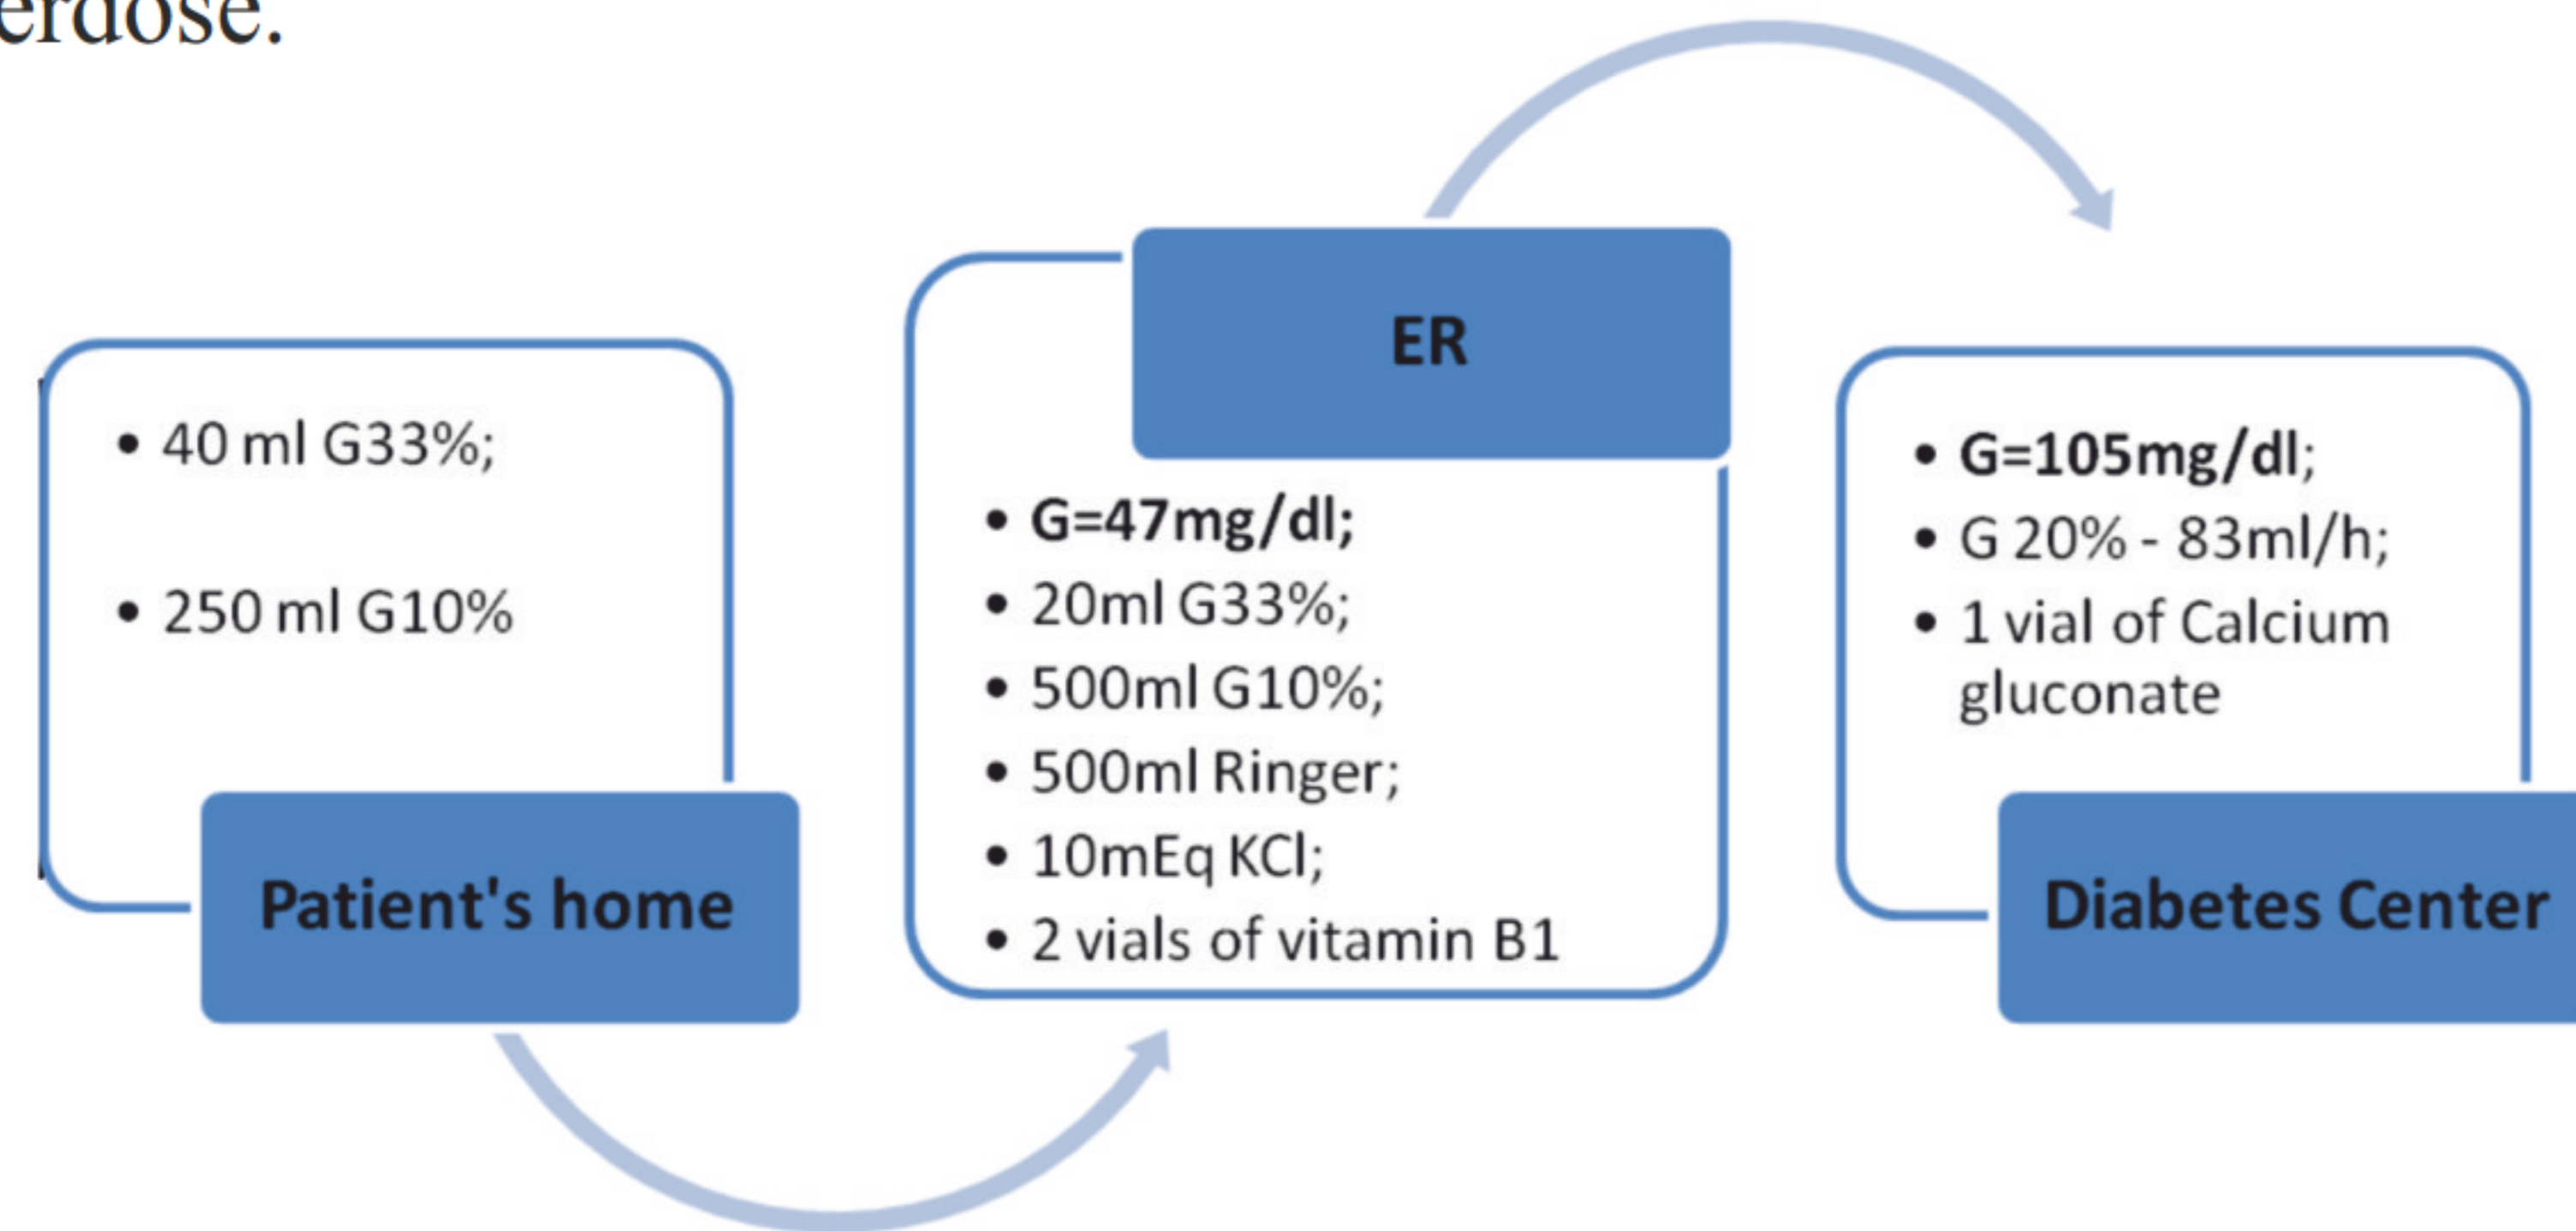 • 40 ml G33%;
• 250 ml G10%
Patient's home
ER
• G=47mg/dl;
• 20ml G33%;
• 500ml G10%;
• 500ml Ringer;
• 10mEq KCl;
• 2 vials of vitamin B1
• G=105mg/dl;
• G 20% - 83ml/h;
• 1 vial of Calcium
gluconate
Diabetes Center